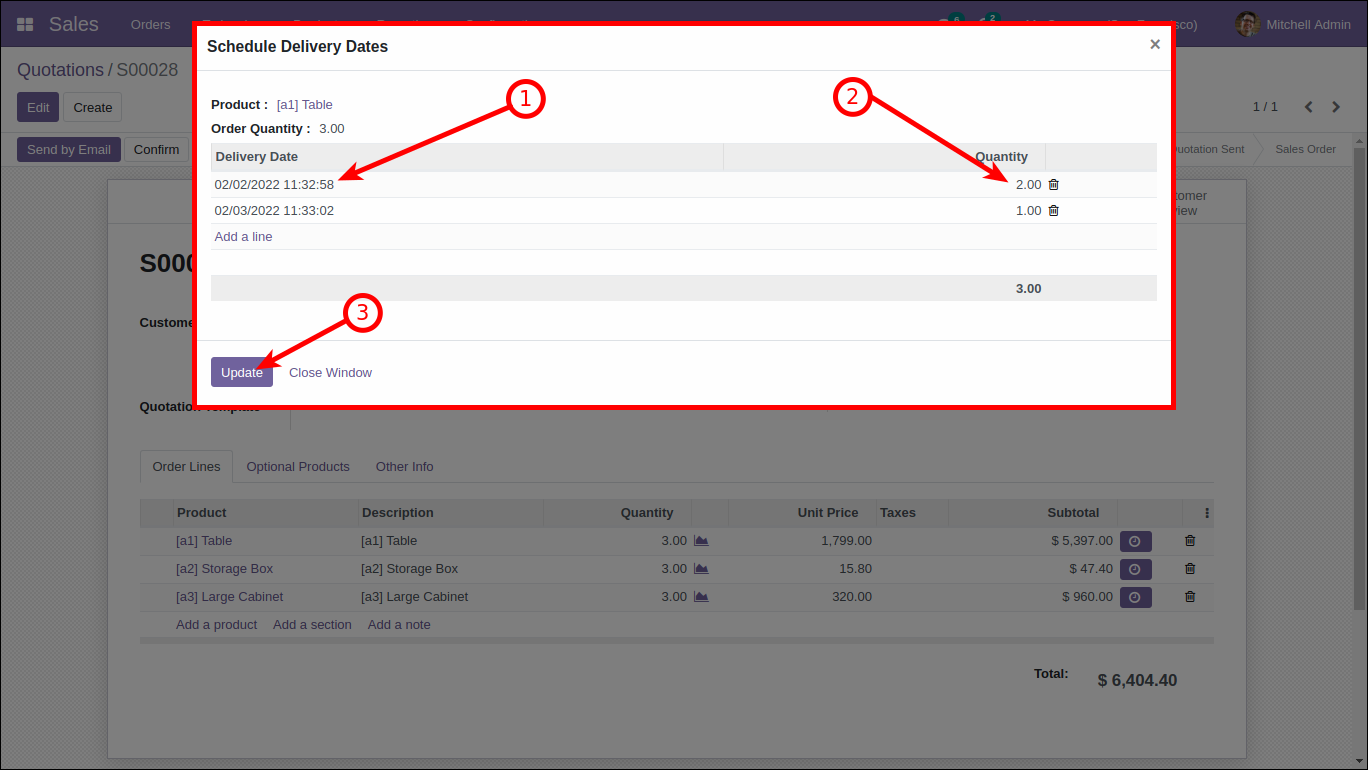 Sales Orders Mitchell Admin
6 2
Schedule Delivery Dates ×
Quotations / S00028
Edit Create
1 / 1
Product : [a1] Table
1
2
Order Quantity : 3.00
Send by Email Confirm
Quotation Sent Sales Order
Delivery Date Quantity
02/02/2022 11:32:58 2.00
02/03/2022 11:33:02 1.00
Add a line
3.00
3
Update Close Window
Quotation Template
Order Lines Optional Products Other Info
Product Description Quantity Unit Price Taxes Subtotal
[a1] Table [a1] Table 3.00 1,799.00 $ 5,397.00
[a2] Storage Box [a2] Storage Box 3.00 15.80 $ 47.40
[a3] Large Cabinet [a3] Large Cabinet 3.00 320.00 $ 960.00
Add a product Add a section Add a note
Total: $ 6,404.40